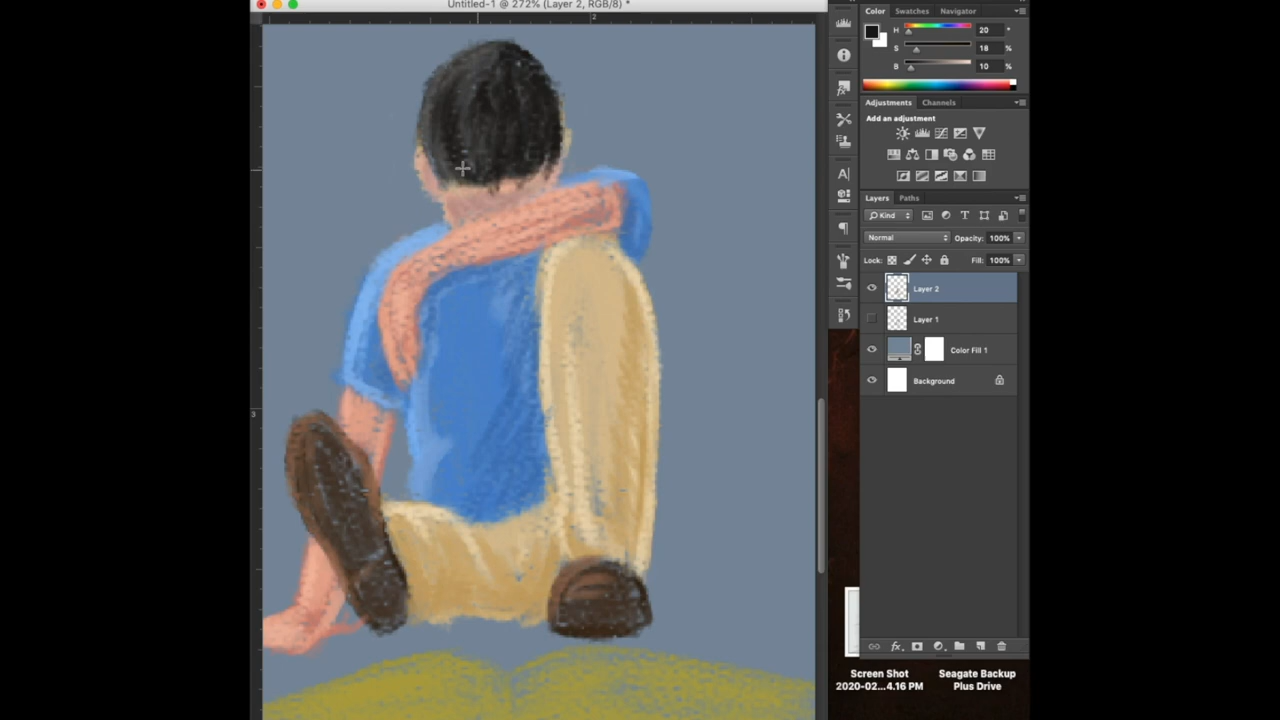 Untitled-1 @ 272% (Layer 2, RGB/8) *
2
3
Color Swatches Navigator
H 20 °
S 18 %
B 10 %
Adjustments Channels
Add an adjustment
Layers Paths
Kind
Normal Opacity: 100%
Lock: Fill: 100%
Layer 2
Layer 1
Color Fill 1
Background
Screen Shot
2020-02...4.16 PM
Seagate Backup
Plus Drive